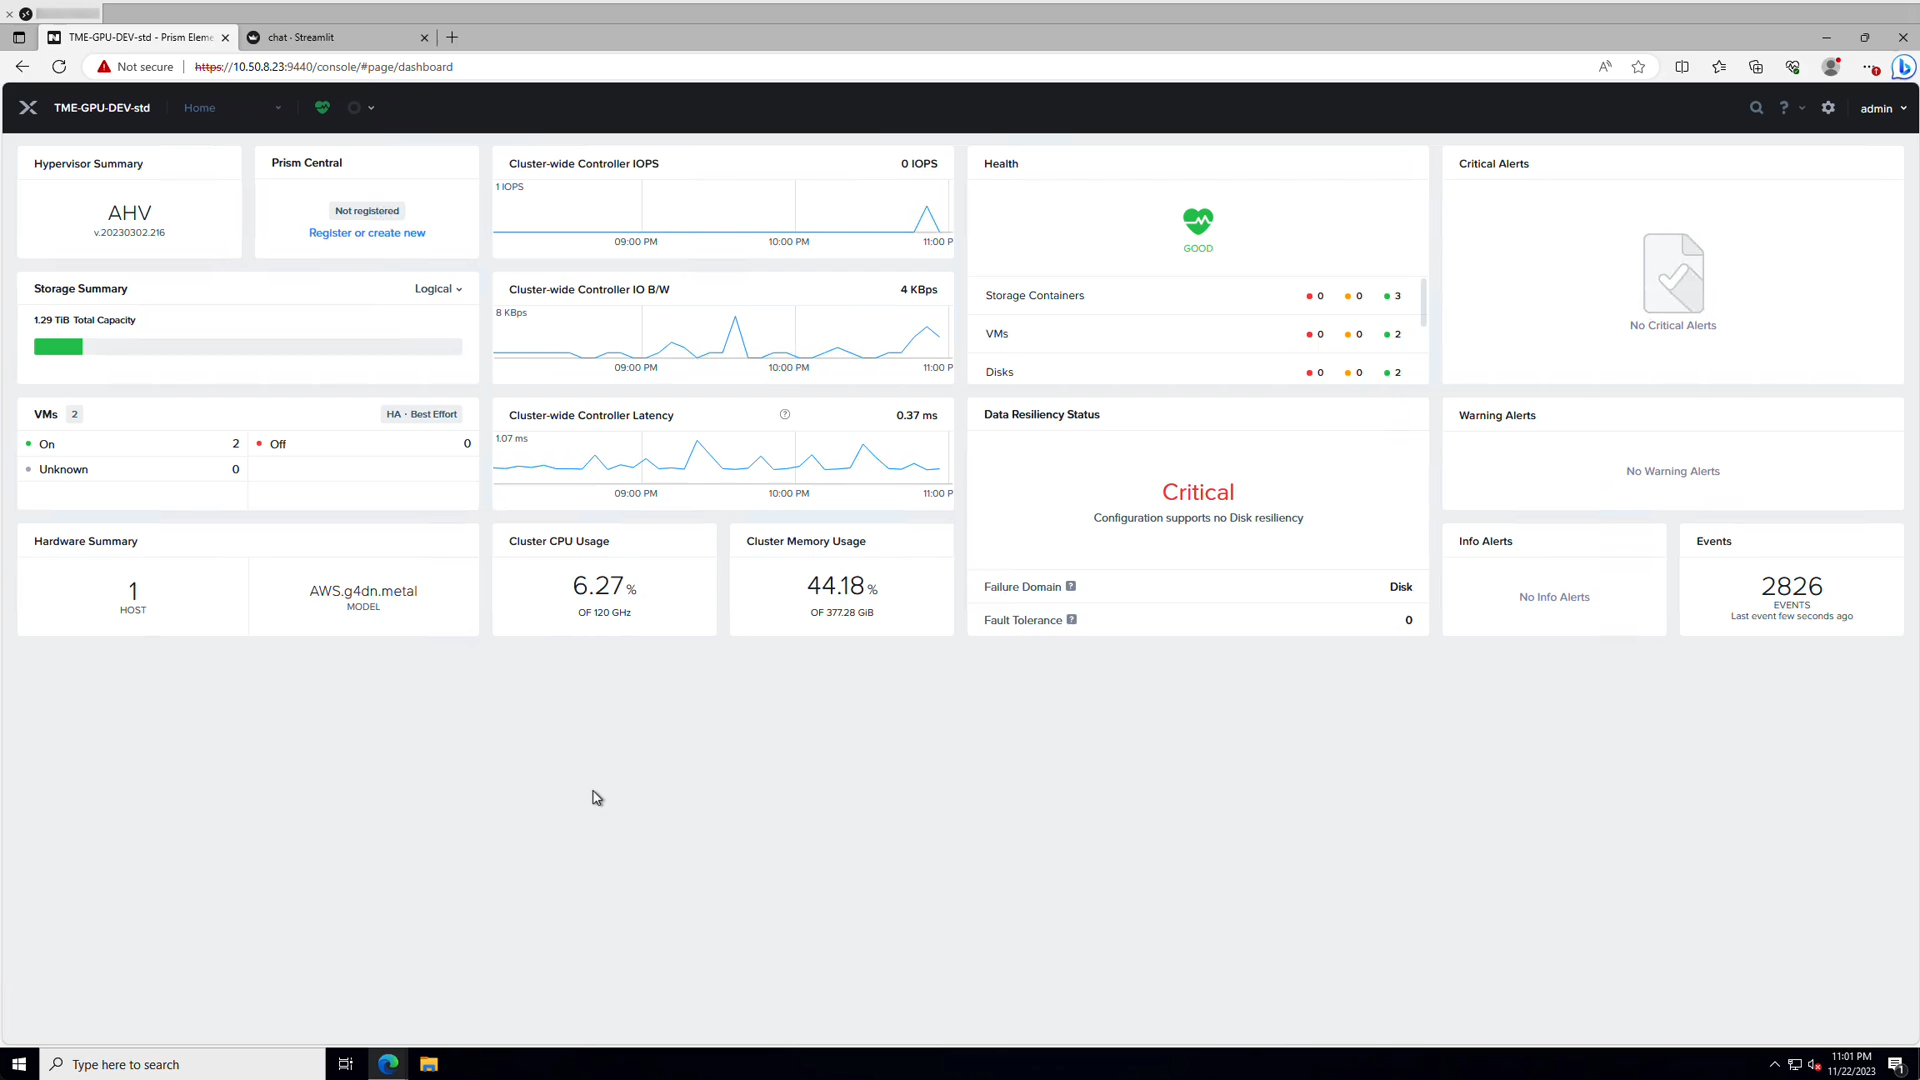 TME-GPU-DEV-std - Prism Eleme
chat · Streamlit
Not secure
https://10.50.8.23:9440/console/#page/dashboard
TME-GPU-DEV-std
Home
?
admin
Hypervisor Summary
AHV
v.20230302.216
Prism Central
Not registered
Register or create new
Storage Summary
Logical
1.29 TiB Total Capacity
VMs 2
HA · Best Effort
On 2
Off 0
Unknown 0
Hardware Summary
1
HOST
AWS.g4dn.metal
MODEL
Cluster-wide Controller IOPS 0 IOPS
1 IOPS
09:00 PM 10:00 PM 11:00 P
Cluster-wide Controller IO B/W 4 KBps
8 KBps
09:00 PM 10:00 PM 11:00 P
Cluster-wide Controller Latency ? 0.37 ms
1.07 ms
09:00 PM 10:00 PM 11:00 P
Cluster CPU Usage
6.27 %
OF 120 GHz
Cluster Memory Usage
44.18 %
OF 377.28 GiB
Health
GOOD
Storage Containers 0 0 3
VMs 0 0 2
Disks 0 0 2
Data Resiliency Status
Critical
Configuration supports no Disk resiliency
Failure Domain ? Disk
Fault Tolerance ? 0
Critical Alerts
No Critical Alerts
Warning Alerts
No Warning Alerts
Info Alerts
No Info Alerts
Events
2826
EVENTS
Last event few seconds ago
Type here to search
11:01 PM
11/22/2023
1